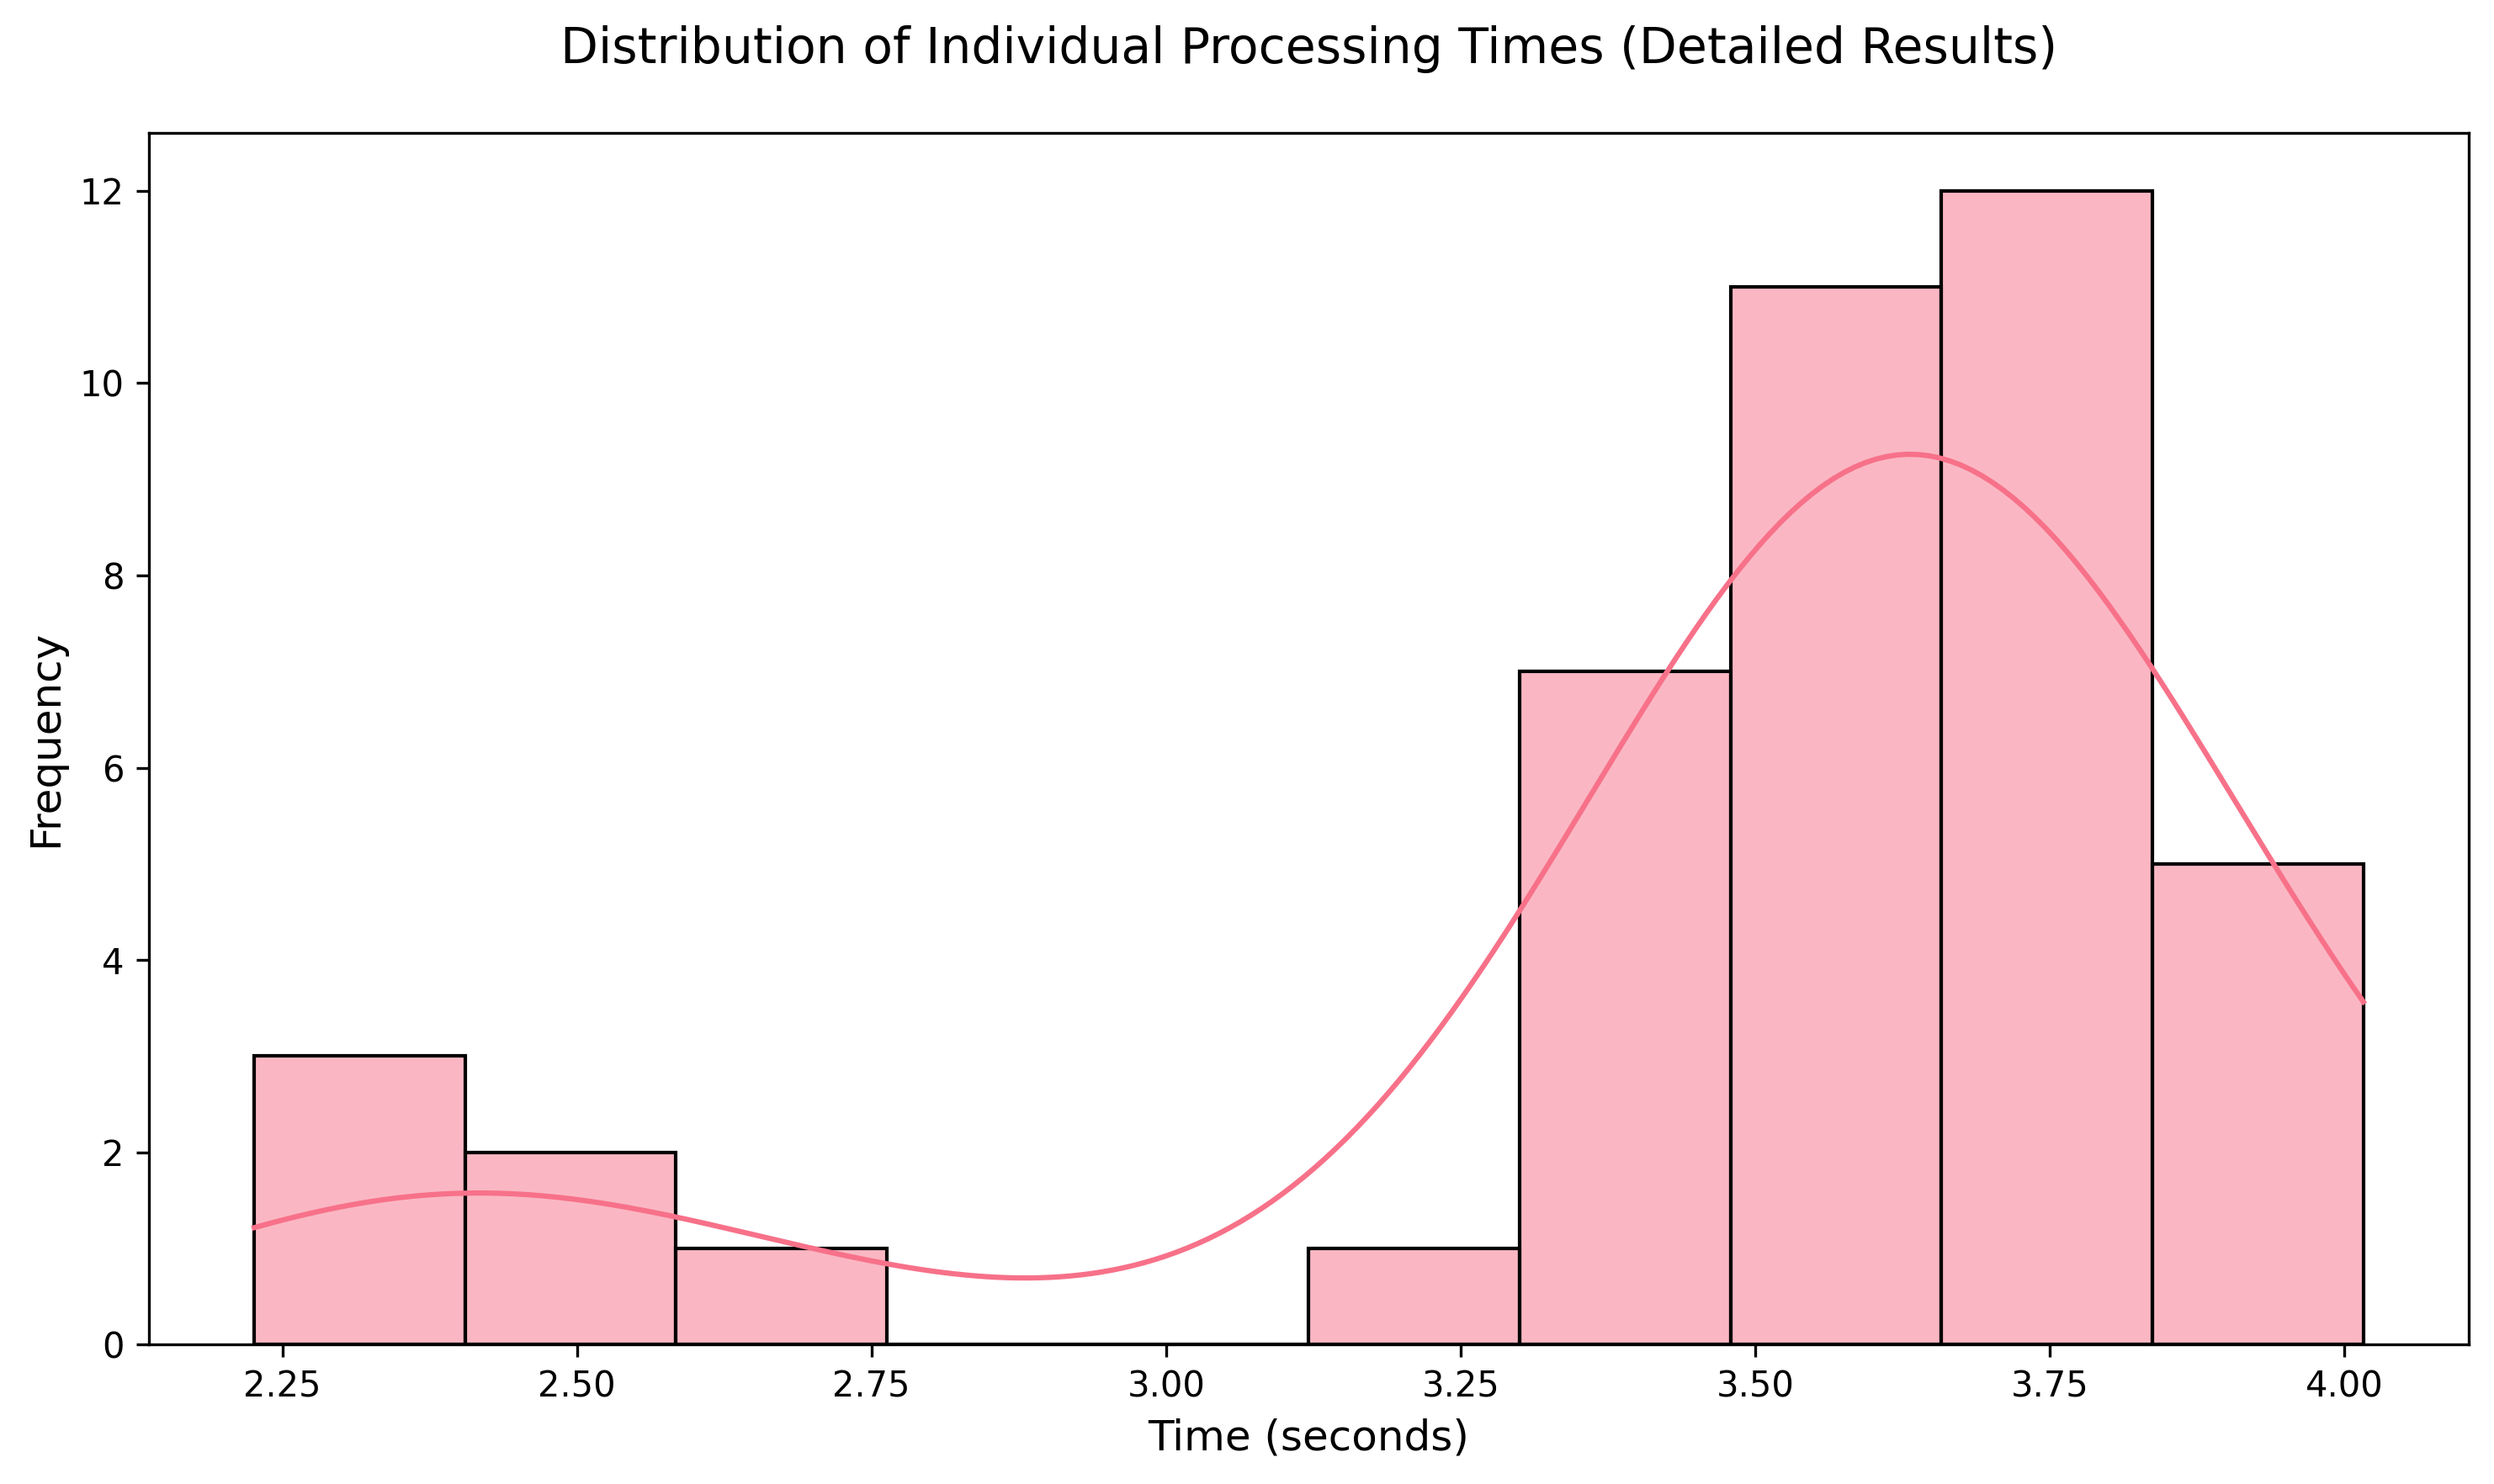 Distribution of Individual Processing Times (Detailed Results)
12
10
8
6
4
2
0
Frequency
2.25 2.50 2.75 3.00 3.25 3.50 3.75 4.00
Time (seconds)